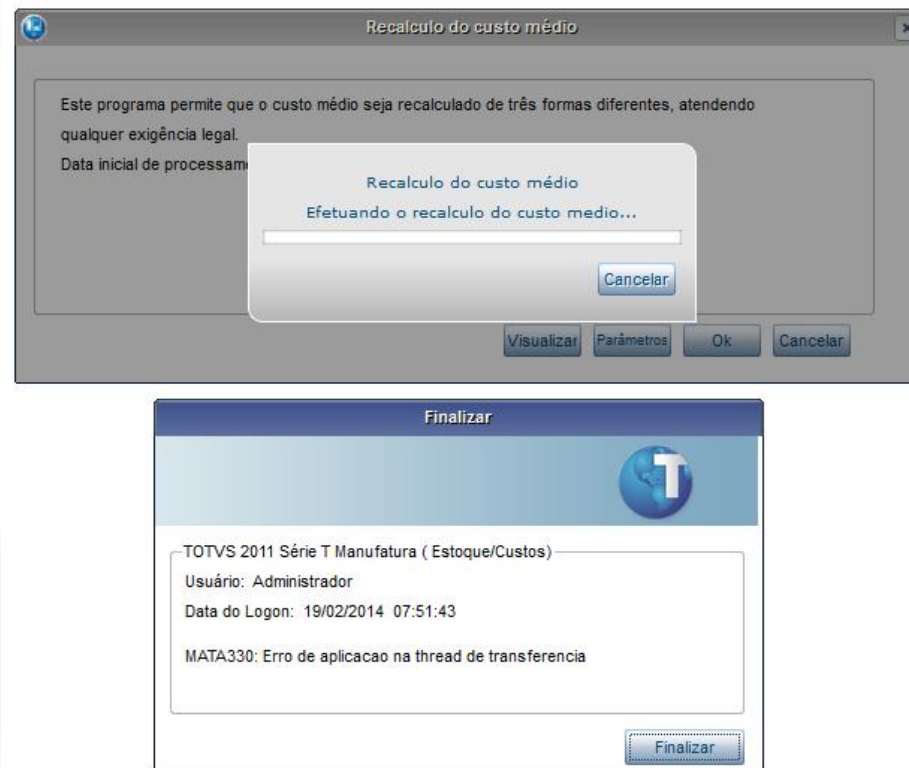 Recalculo do custo médio
Este programa permite que o custo médio seja recalculado de três formas diferentes, atendendo
qualquer exigência legal.
Data inicial de
Recalculo do custo médio
Efetuando o recalculo do custo medio...
Cancelar
Visualizar Parâmetros Ok Cancelar
Finalizar
T
TOTVS 2011 Série T Manufatura ( Estoque/Custos)
Usuário: Administrador
Data do Logon: 19/02/2014 07:51:43
MATA330: Erro de aplicacao na thread de transferencia
Finalizar